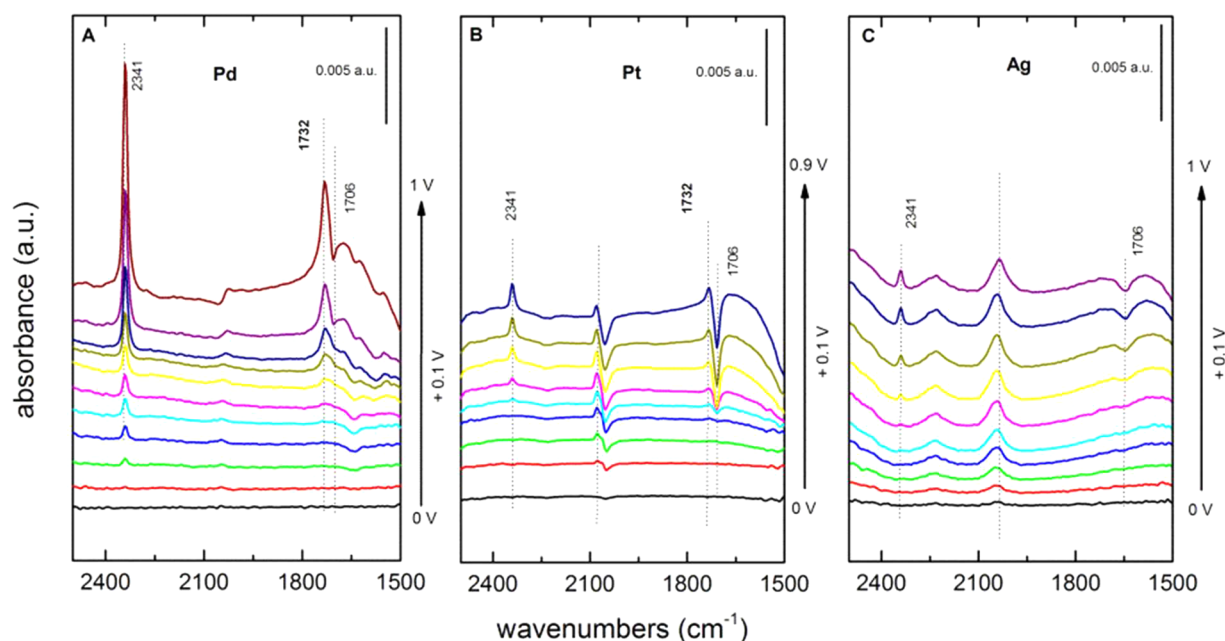 absorbance (a.u.)
A
Pd
2341
1732
1706
0.005 a.u.
1 V
+ 0.1 V
0 V
2400 2100 1800 1500
B
Pt
2341
1732
1706
0.005 a.u.
0.9 V
+ 0.1 V
0 V
2400 2100 1800 1500
C
Ag
2341
1706
0.005 a.u.
1 V
+ 0.1 V
0 V
2400 2100 1800 1500
wavenumbers (cm⁻¹)